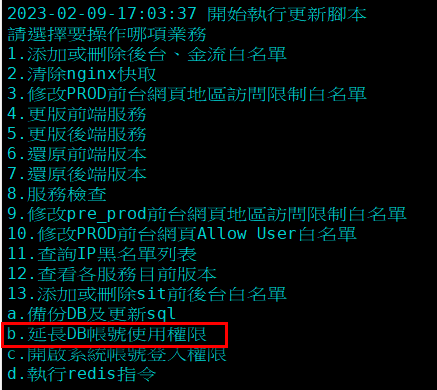 2023-02-09-17:03:37 開始執行更新腳本
請選擇要操作哪項業務
1.添加或刪除後台、金流白名單
2.清除nginx快取
3.修改PROD前台網頁地區訪問限制白名單
4.更版前端服務
5.更版後端服務
6.還原前端版本
7.還原後端版本
8.服務檢查
9.修改pre_prod前台網頁地區訪問限制白名單
10.修改PROD前台網頁Allow User白名單
11.查詢IP黑名單列表
12.查看各服務目前版本
13.添加或刪除sit前後台白名單
a.備份DB及更新sql
b.延長DB帳號使用權限
c.開啟系統帳號登入權限
d.執行redis指令